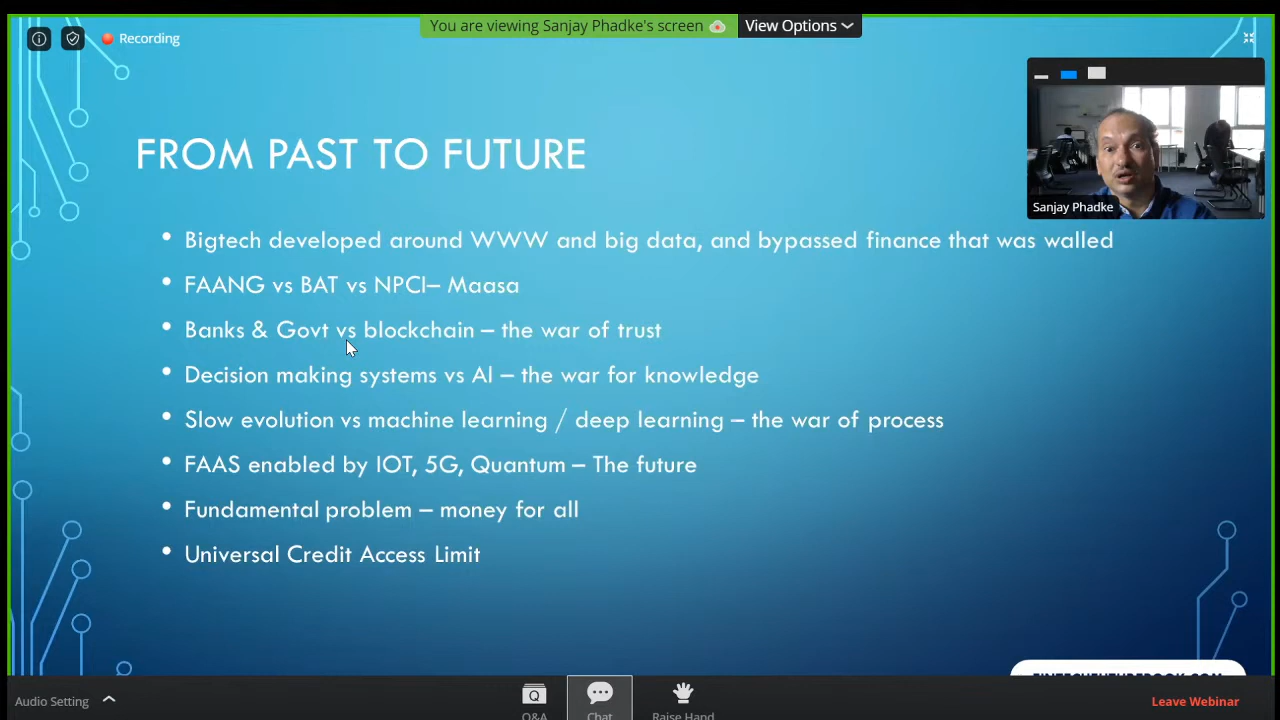 You are viewing Sanjay Phadke's screen
View Options
Recording
Sanjay Phadke
FROM PAST TO FUTURE
• Bigtech developed around WWW and big data, and bypassed finance that was walled
• FAANG vs BAT vs NPCI– Maasa
• Banks & Govt vs blockchain – the war of trust
• Decision making systems vs AI – the war for knowledge
• Slow evolution vs machine learning / deep learning – the war of process
• FAAS enabled by IOT, 5G, Quantum – The future
• Fundamental problem – money for all
• Universal Credit Access Limit
Audio Setting
Q&A
Chat
Raise Hand
Leave Webinar